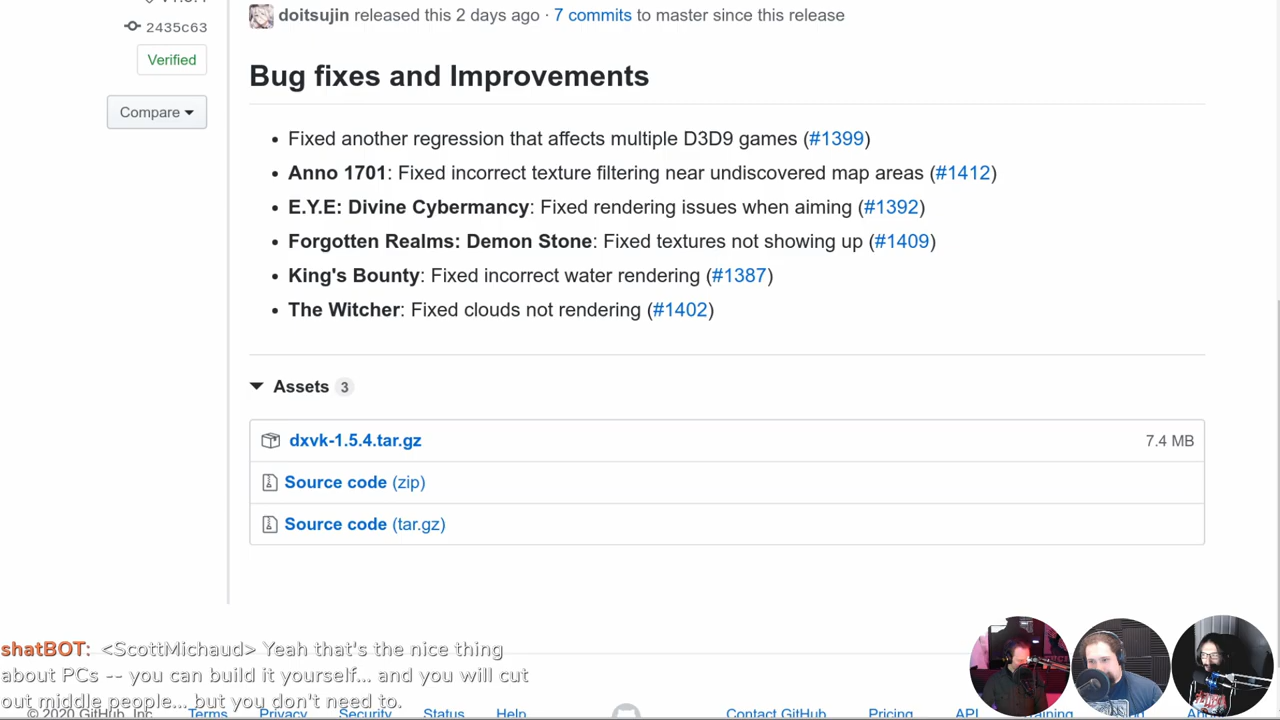 doitsujin released this 2 days ago · 7 commits to master since this release
2435c63
Verified
Bug fixes and Improvements
Compare
Fixed another regression that affects multiple D3D9 games (#1399)
Anno 1701: Fixed incorrect texture filtering near undiscovered map areas (#1412)
E.Y.E: Divine Cybermancy: Fixed rendering issues when aiming (#1392)
Forgotten Realms: Demon Stone: Fixed textures not showing up (#1409)
King's Bounty: Fixed incorrect water rendering (#1387)
The Witcher: Fixed clouds not rendering (#1402)
Assets 3
dxvk-1.5.4.tar.gz 7.4 MB
Source code (zip)
Source code (tar.gz)
shatBOT: <ScottMichaud> Yeah that's the nice thing
about PCs -- you can build it yourself... and you will cut
out middle people... but you don't need to.
© 2020 GitHub, Inc. Terms Privacy Security Status Help Contact GitHub Pricing API